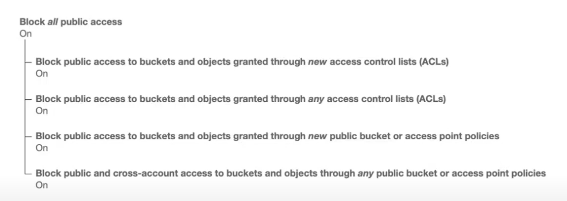 Block all public access
On
Block public access to buckets and objects granted through new access control lists (ACLs)
On
Block public access to buckets and objects granted through any access control lists (ACLs)
On
Block public access to buckets and objects granted through new public bucket or access point policies
On
Block public and cross-account access to buckets and objects through any public bucket or access point policies
On